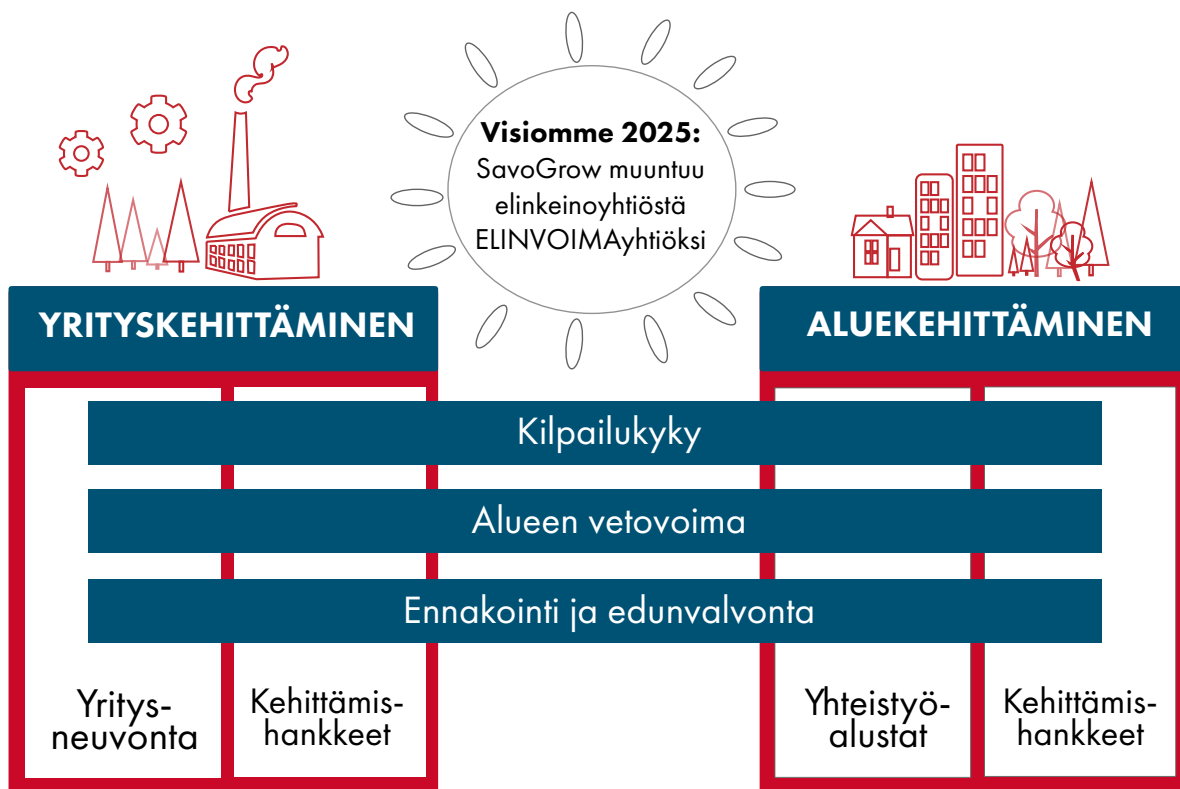 Visiomme 2025:
SavoGrow muuntuu
elinkeinoyhtiöstä
ELINVOIMAyhtiöksi
YRITYSKEHITTÄMINEN
ALUEKEHITTÄMINEN
Kilpailukyky
Alueen vetovoima
Ennakointi ja edunvalvonta
Yritys-
neuvonta
Kehittämis-
hankkeet
Yhteistyö-
alustat
Kehittämis-
hankkeet